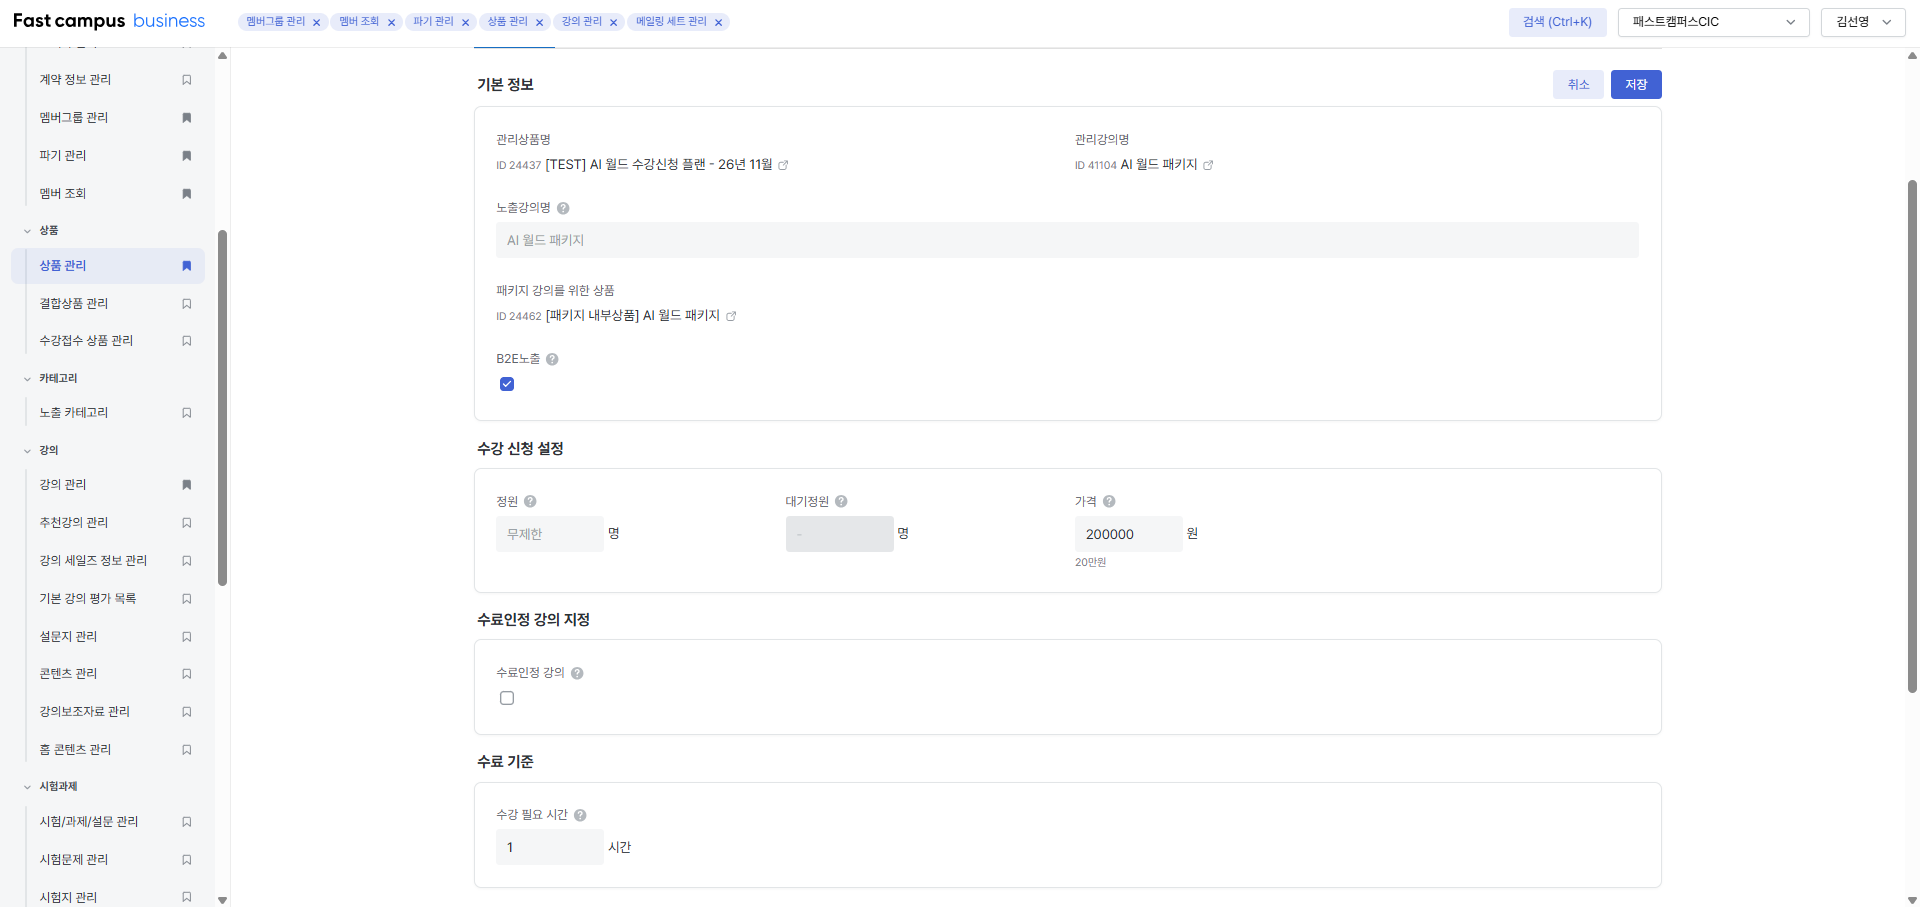 Fast campus business
멤버그룹 관리
멤버 조회
파기 관리
상품 관리
강의 관리
메일링 세트 관리
검색 (Ctrl+K)
패스트캠퍼스CIC
김선영
계약 정보 관리
멤버그룹 관리
파기 관리
멤버 조회
상품
상품 관리
결합상품 관리
수강접수 상품 관리
카테고리
노출 카테고리
강의
강의 관리
추천강의 관리
강의 세일즈 정보 관리
기본 강의 평가 목록
설문지 관리
콘텐츠 관리
강의보조자료 관리
홈 콘텐츠 관리
시험과제
시험/과제/설문 관리
시험문제 관리
시험지 관리
기본 정보
취소
저장
관리상품명
ID 24437 [TEST] AI 월드 수강신청 플랜 - 26년 11월
관리강의명
ID 41104 AI 월드 패키지
노출강의명
AI 월드 패키지
패키지 강의를 위한 상품
ID 24462 [패키지 내부상품] AI 월드 패키지
B2E노출
수강 신청 설정
정원
무제한 명
대기정원
- 명
가격
200000 원
20만원
수료인정 강의 지정
수료인정 강의
수료 기준
수강 필요 시간
1 시간